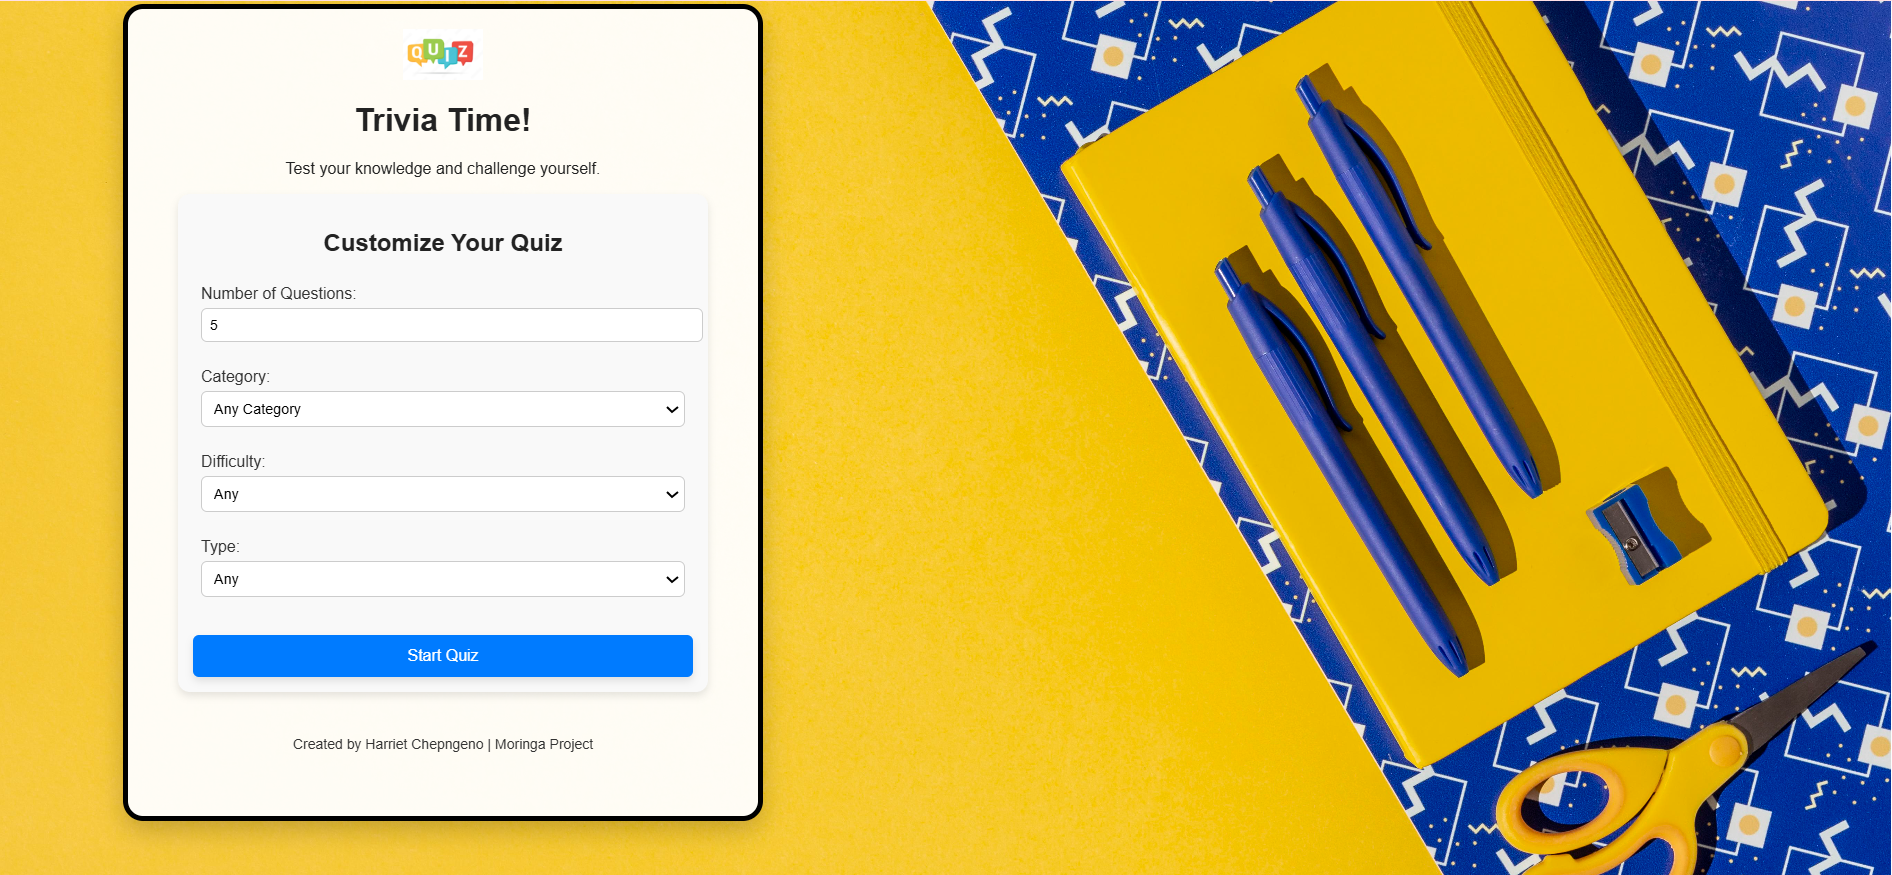 QUIZ
Trivia Time!
Test your knowledge and challenge yourself.
Customize Your Quiz
Number of Questions:
5
Category:
Any Category
Difficulty:
Any
Type:
Any
Start Quiz
Created by Harriet Chepngeno | Moringa Project